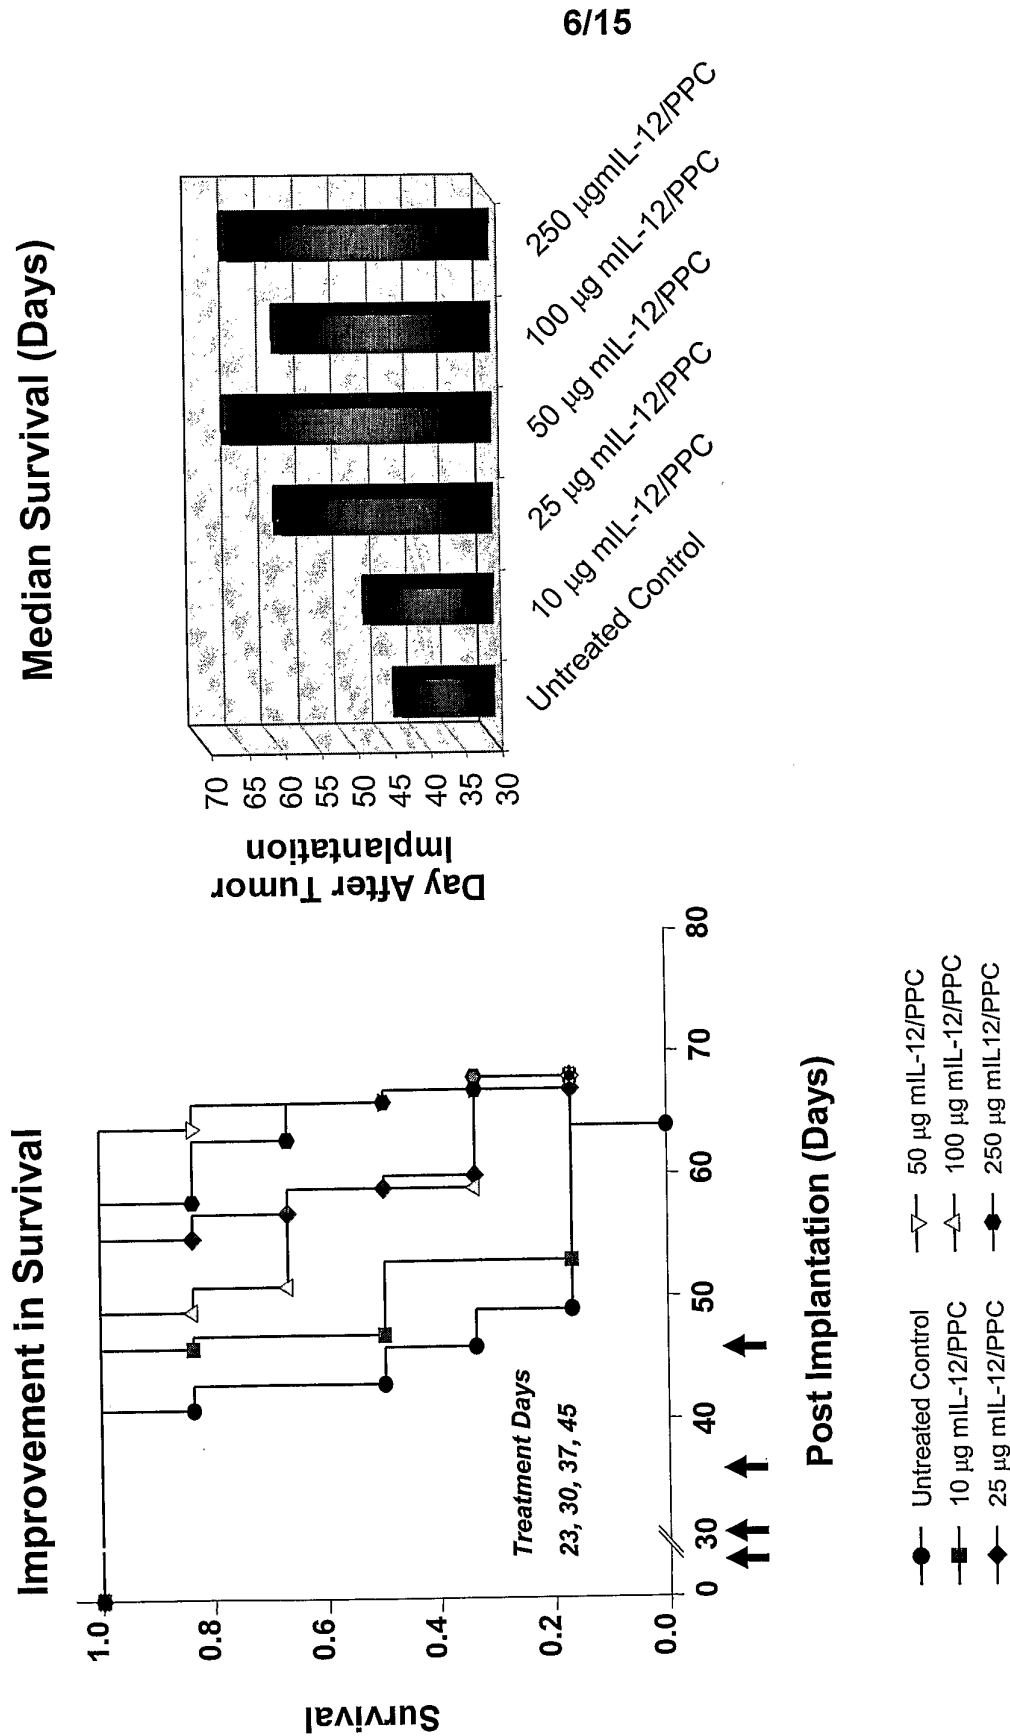 6/15
Improvement in Survival
Survival
1.0
0.8
0.6
0.4
0.2
0.0
Treatment Days
23, 30, 37, 45
0
30
40
50
60
70
80
Post Implantation (Days)
Untreated Control
10 µg mIL-12/PPC
25 µg mIL-12/PPC
50 µg mIL-12/PPC
100 µg mIL-12/PPC
250 µg mIL12/PPC
Median Survival (Days)
Day After Tumor
Implantation
70
65
60
55
50
45
40
35
30
Untreated Control
10 µg mIL-12/PPC
25 µg mIL-12/PPC
50 µg mIL-12/PPC
100 µg mIL-12/PPC
250 µgmIL-12/PPC